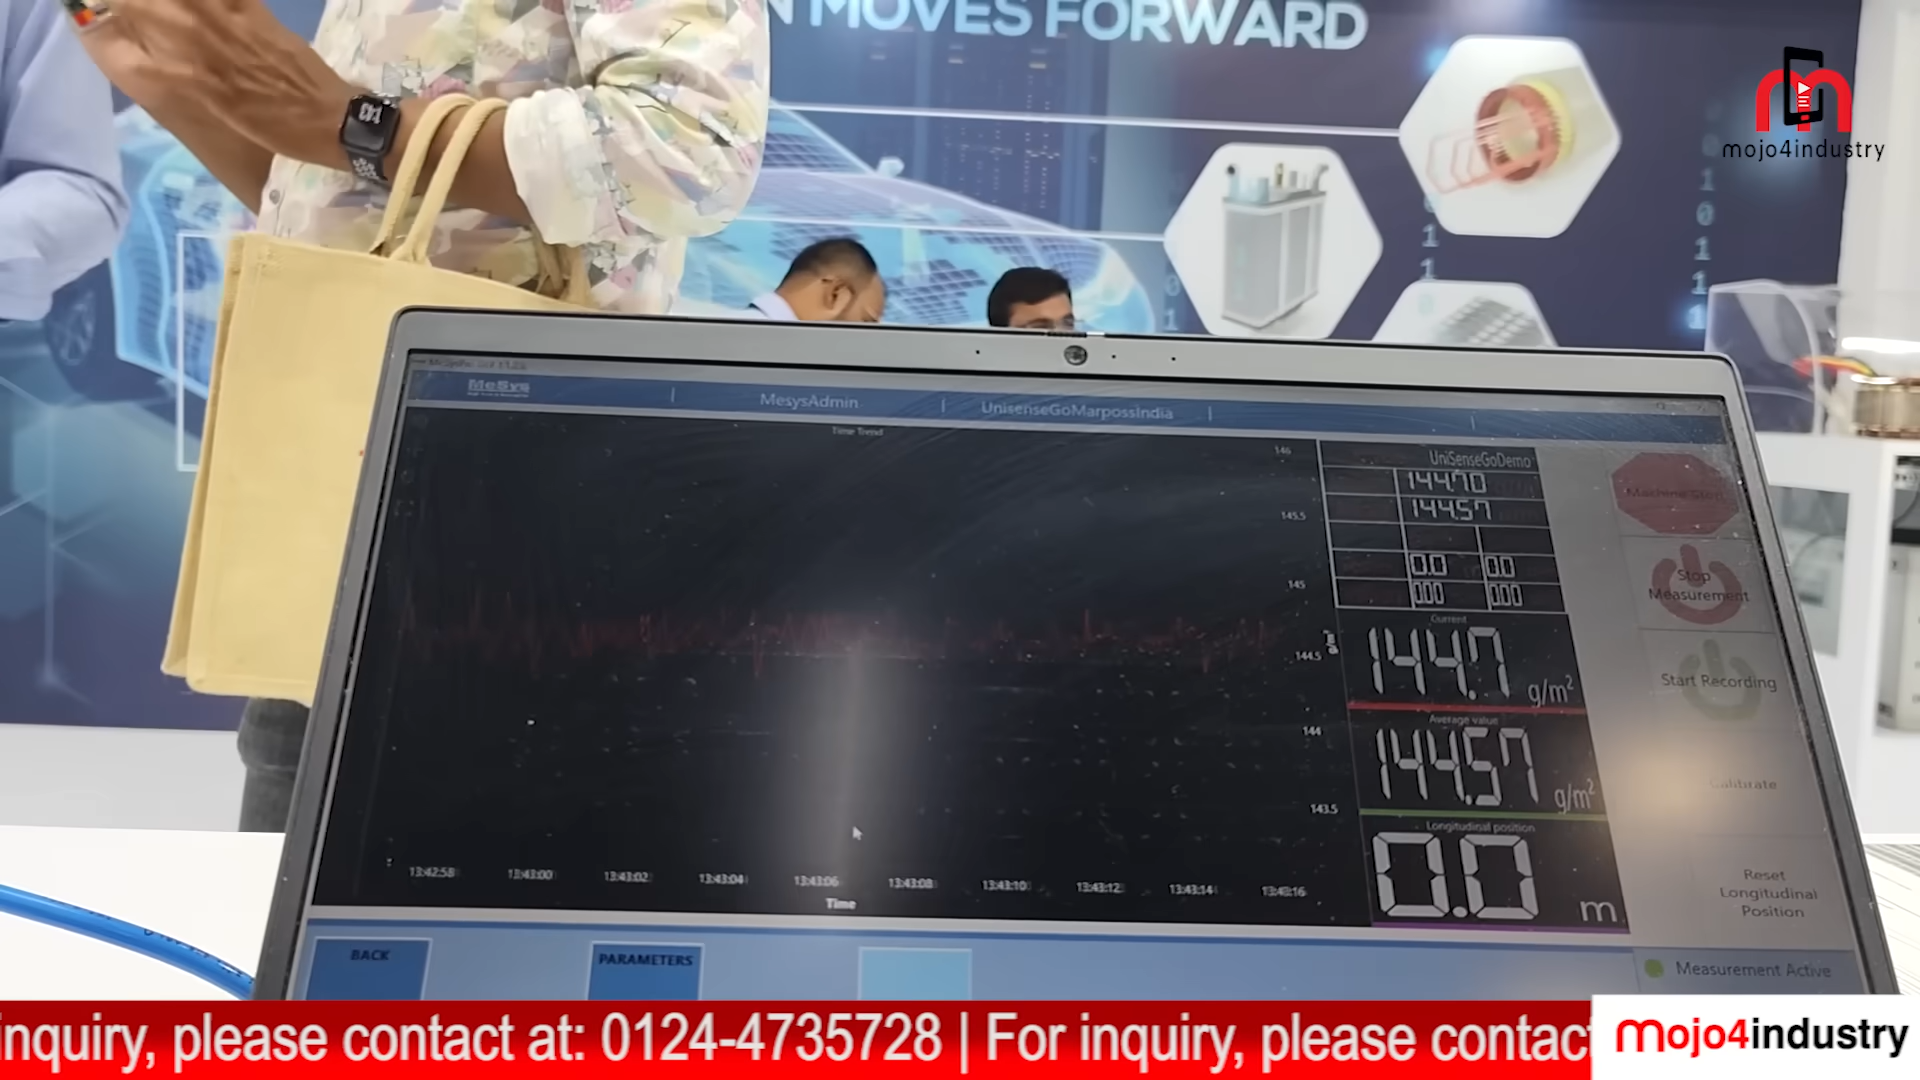 N MOVES FORWARD
mojo4industry
MeSys
MesysAdmin
UnisenseGoMarpossIndia
Time Trend
146
145.5
145
144.5
144
143.5
13:42:58
13:43:00
13:43:02
13:43:04
13:43:06
13:43:08
13:43:10
13:43:12
13:43:14
13:43:16
Time
UniSenseGoDemo
144.70
144.57
0.0 0.0
0.00 0.00
Current
144.7 g/m²
Average value
144.57 g/m²
Longitudinal position
0.0 m
Stop
Measurement
Start Recording
Calibrate
Reset
Longitudinal
Position
BACK
PARAMETERS
Measurement Active
inquiry, please contact at: 0124-4735728 | For inquiry, please contact
mojo4industry